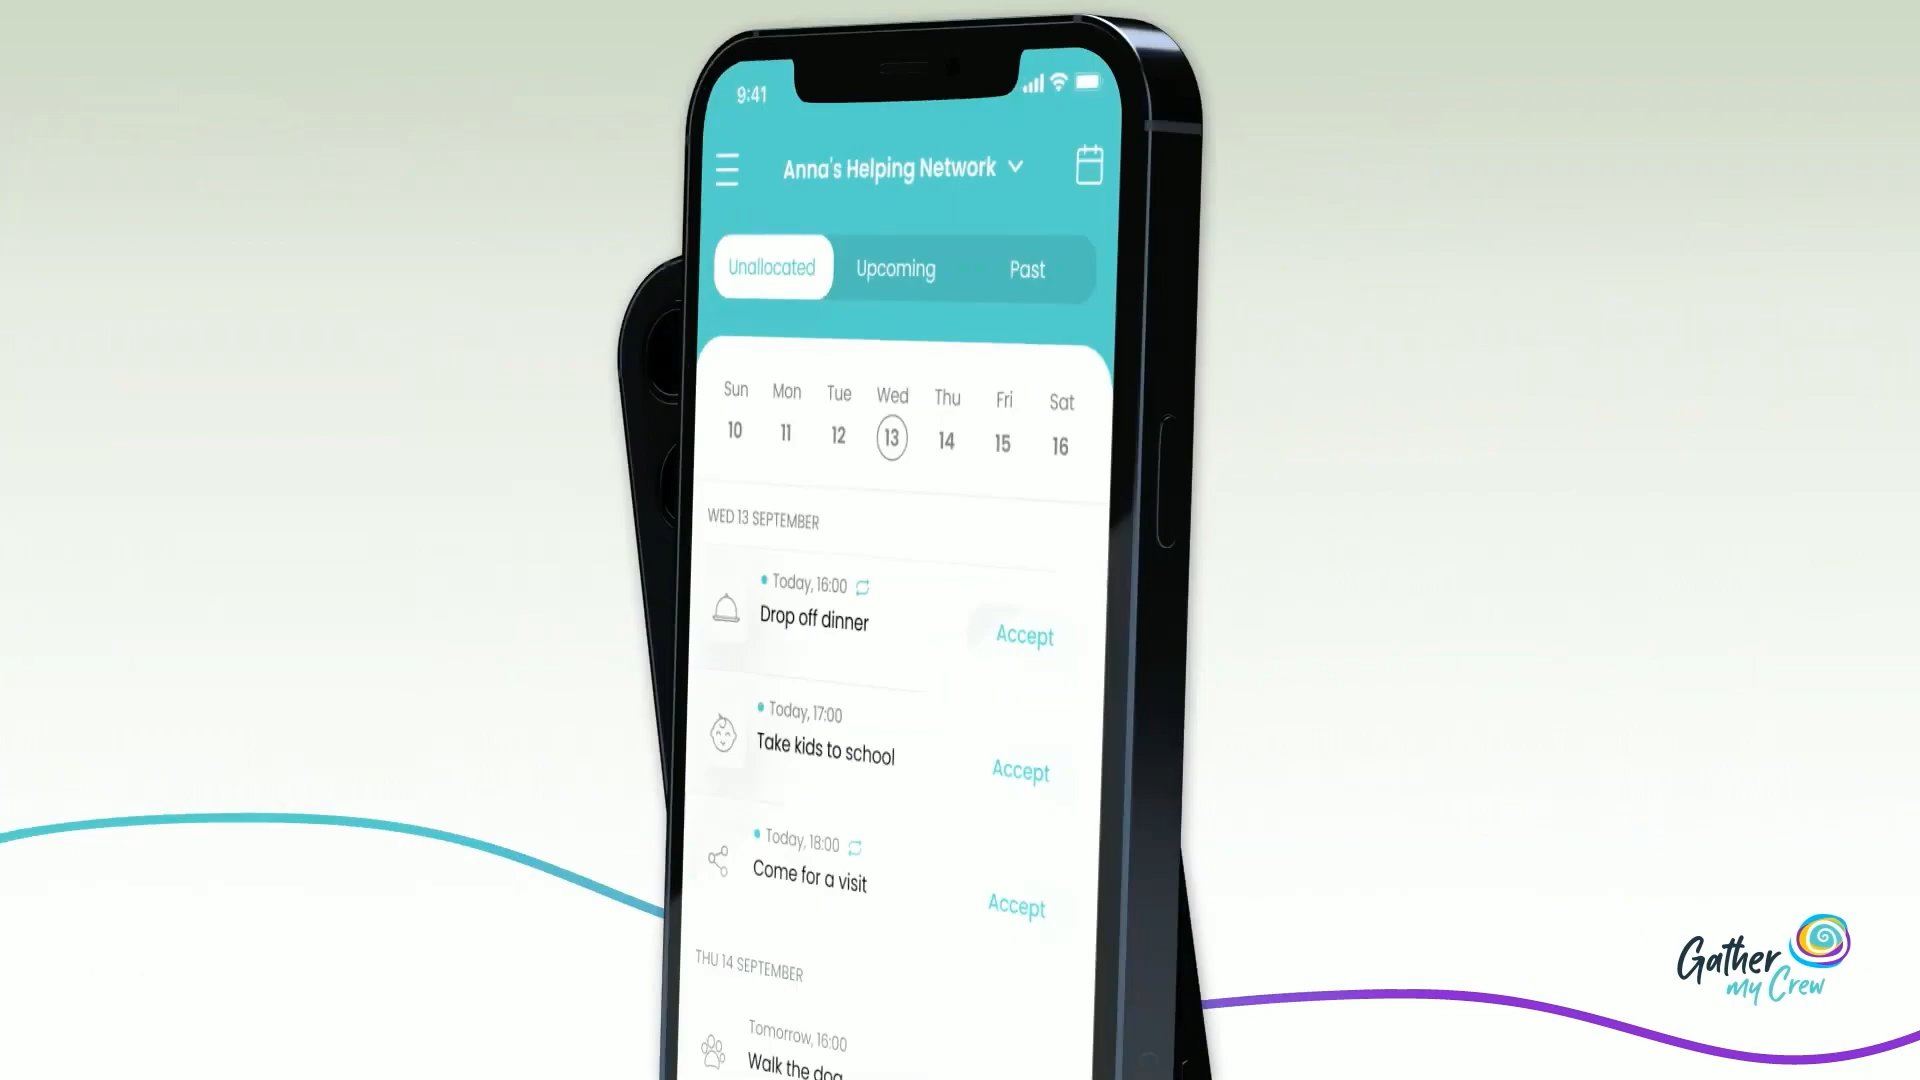 9:41
Anna's Helping Network
Unallocated Upcoming Past
Sun Mon Tue Wed Thu Fri Sat
10 11 12 13 14 15 16
WED 13 SEPTEMBER
Today, 16:00
Drop off dinner
Accept
Today, 17:00
Take kids to school
Accept
Today, 18:00
Come for a visit
Accept
THU 14 SEPTEMBER
Tomorrow, 16:00
Walk the dog
Gather
my Crew